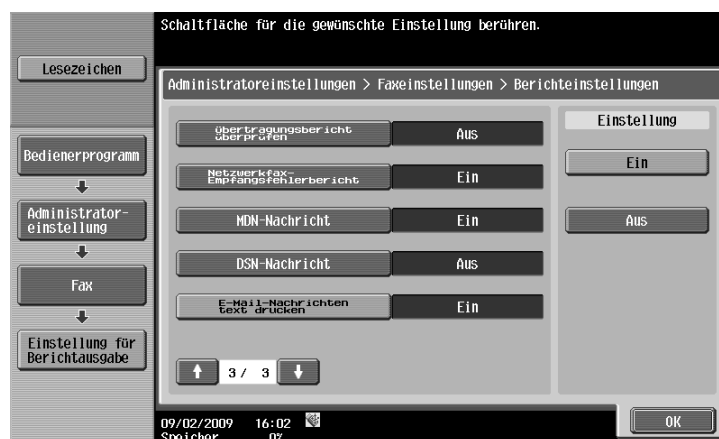 Schaltfläche für die gewünschte Einstellung berühren.
Lesezeichen
Administratoreinstellungen > Faxeinstellungen > Berichteinstellungen
Bedienerprogramm
Administrator-
einstellung
Fax
Einstellung für
Berichtausgabe
Übertragungsbericht
überprüfen
Aus
Netzwerkfax-
Empfangsfehlerbericht
Ein
MDN-Nachricht
Ein
DSN-Nachricht
Aus
E-Mail-Nachrichten
text drucken
Ein
3/ 3
Einstellung
Ein
Aus
09/02/2009 16:02
Speicher 0%
OK